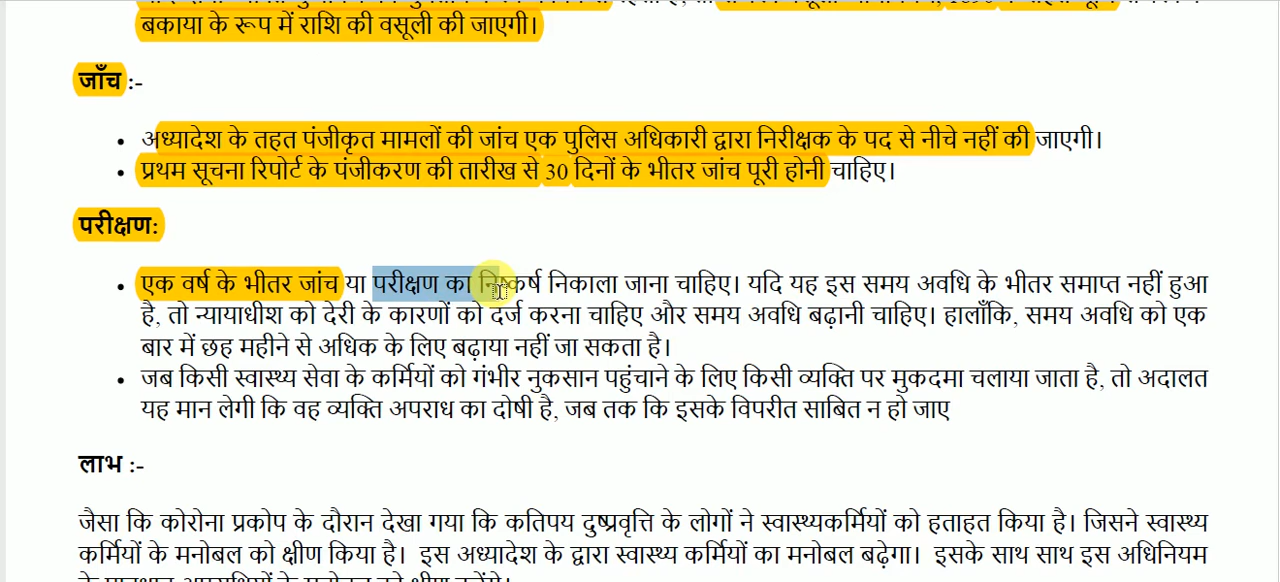 बकाया के रूप में राशि की वसूली की जाएगी।
जाँच :-
• अध्यादेश के तहत पंजीकृत मामलों की जांच एक पुलिस अधिकारी द्वारा निरीक्षक के पद से नीचे नहीं की जाएगी।
• प्रथम सूचना रिपोर्ट के पंजीकरण की तारीख से 30 दिनों के भीतर जांच पूरी होनी चाहिए।
परीक्षण:
• एक वर्ष के भीतर जांच या परीक्षण का निष्कर्ष निकाला जाना चाहिए। यदि यह इस समय अवधि के भीतर समाप्त नहीं हुआ
है, तो न्यायाधीश को देरी के कारणों को दर्ज करना चाहिए और समय अवधि बढ़ानी चाहिए। हालाँकि, समय अवधि को एक
बार में छह महीने से अधिक के लिए बढ़ाया नहीं जा सकता है।
• जब किसी स्वास्थ्य सेवा के कर्मियों को गंभीर नुकसान पहुंचाने के लिए किसी व्यक्ति पर मुकदमा चलाया जाता है, तो अदालत
यह मान लेगी कि वह व्यक्ति अपराध का दोषी है, जब तक कि इसके विपरीत साबित न हो जाए
लाभ :-
जैसा कि कोरोना प्रकोप के दौरान देखा गया कि कतिपय दुष्प्रवृत्ति के लोगों ने स्वास्थ्यकर्मियों को हताहत किया है। जिसने स्वास्थ्य
कर्मियों के मनोबल को क्षीण किया है। इस अध्यादेश के द्वारा स्वास्थ्य कर्मियों का मनोबल बढ़ेगा। इसके साथ साथ इस अधिनियम